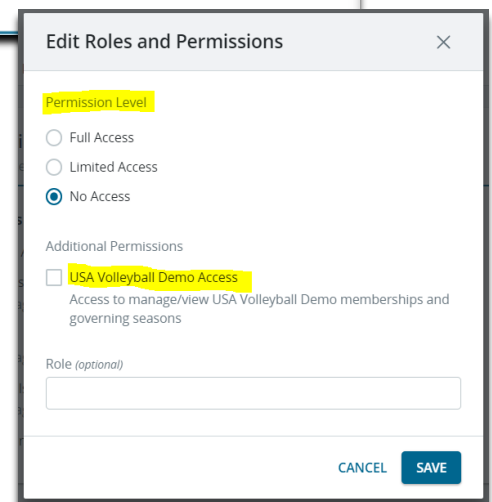 Edit Roles and Permissions
Permission Level
Full Access
Limited Access
No Access
Additional Permissions
USA Volleyball Demo Access
Access to manage/view USA Volleyball Demo memberships and
governing seasons
Role (optional)
CANCEL SAVE